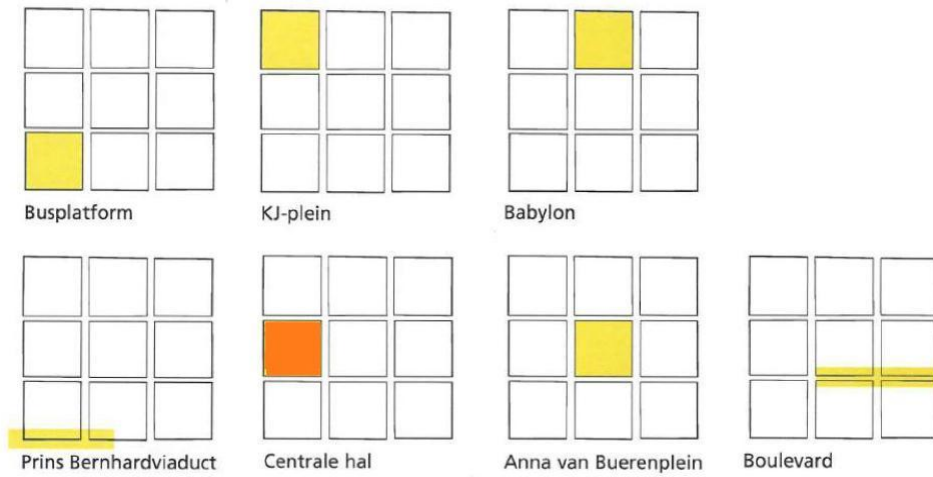 Busplatform
KJ-plein
Babylon
Prins Bernhardviaduct
Centrale hal
Anna van Buerenplein
Boulevard